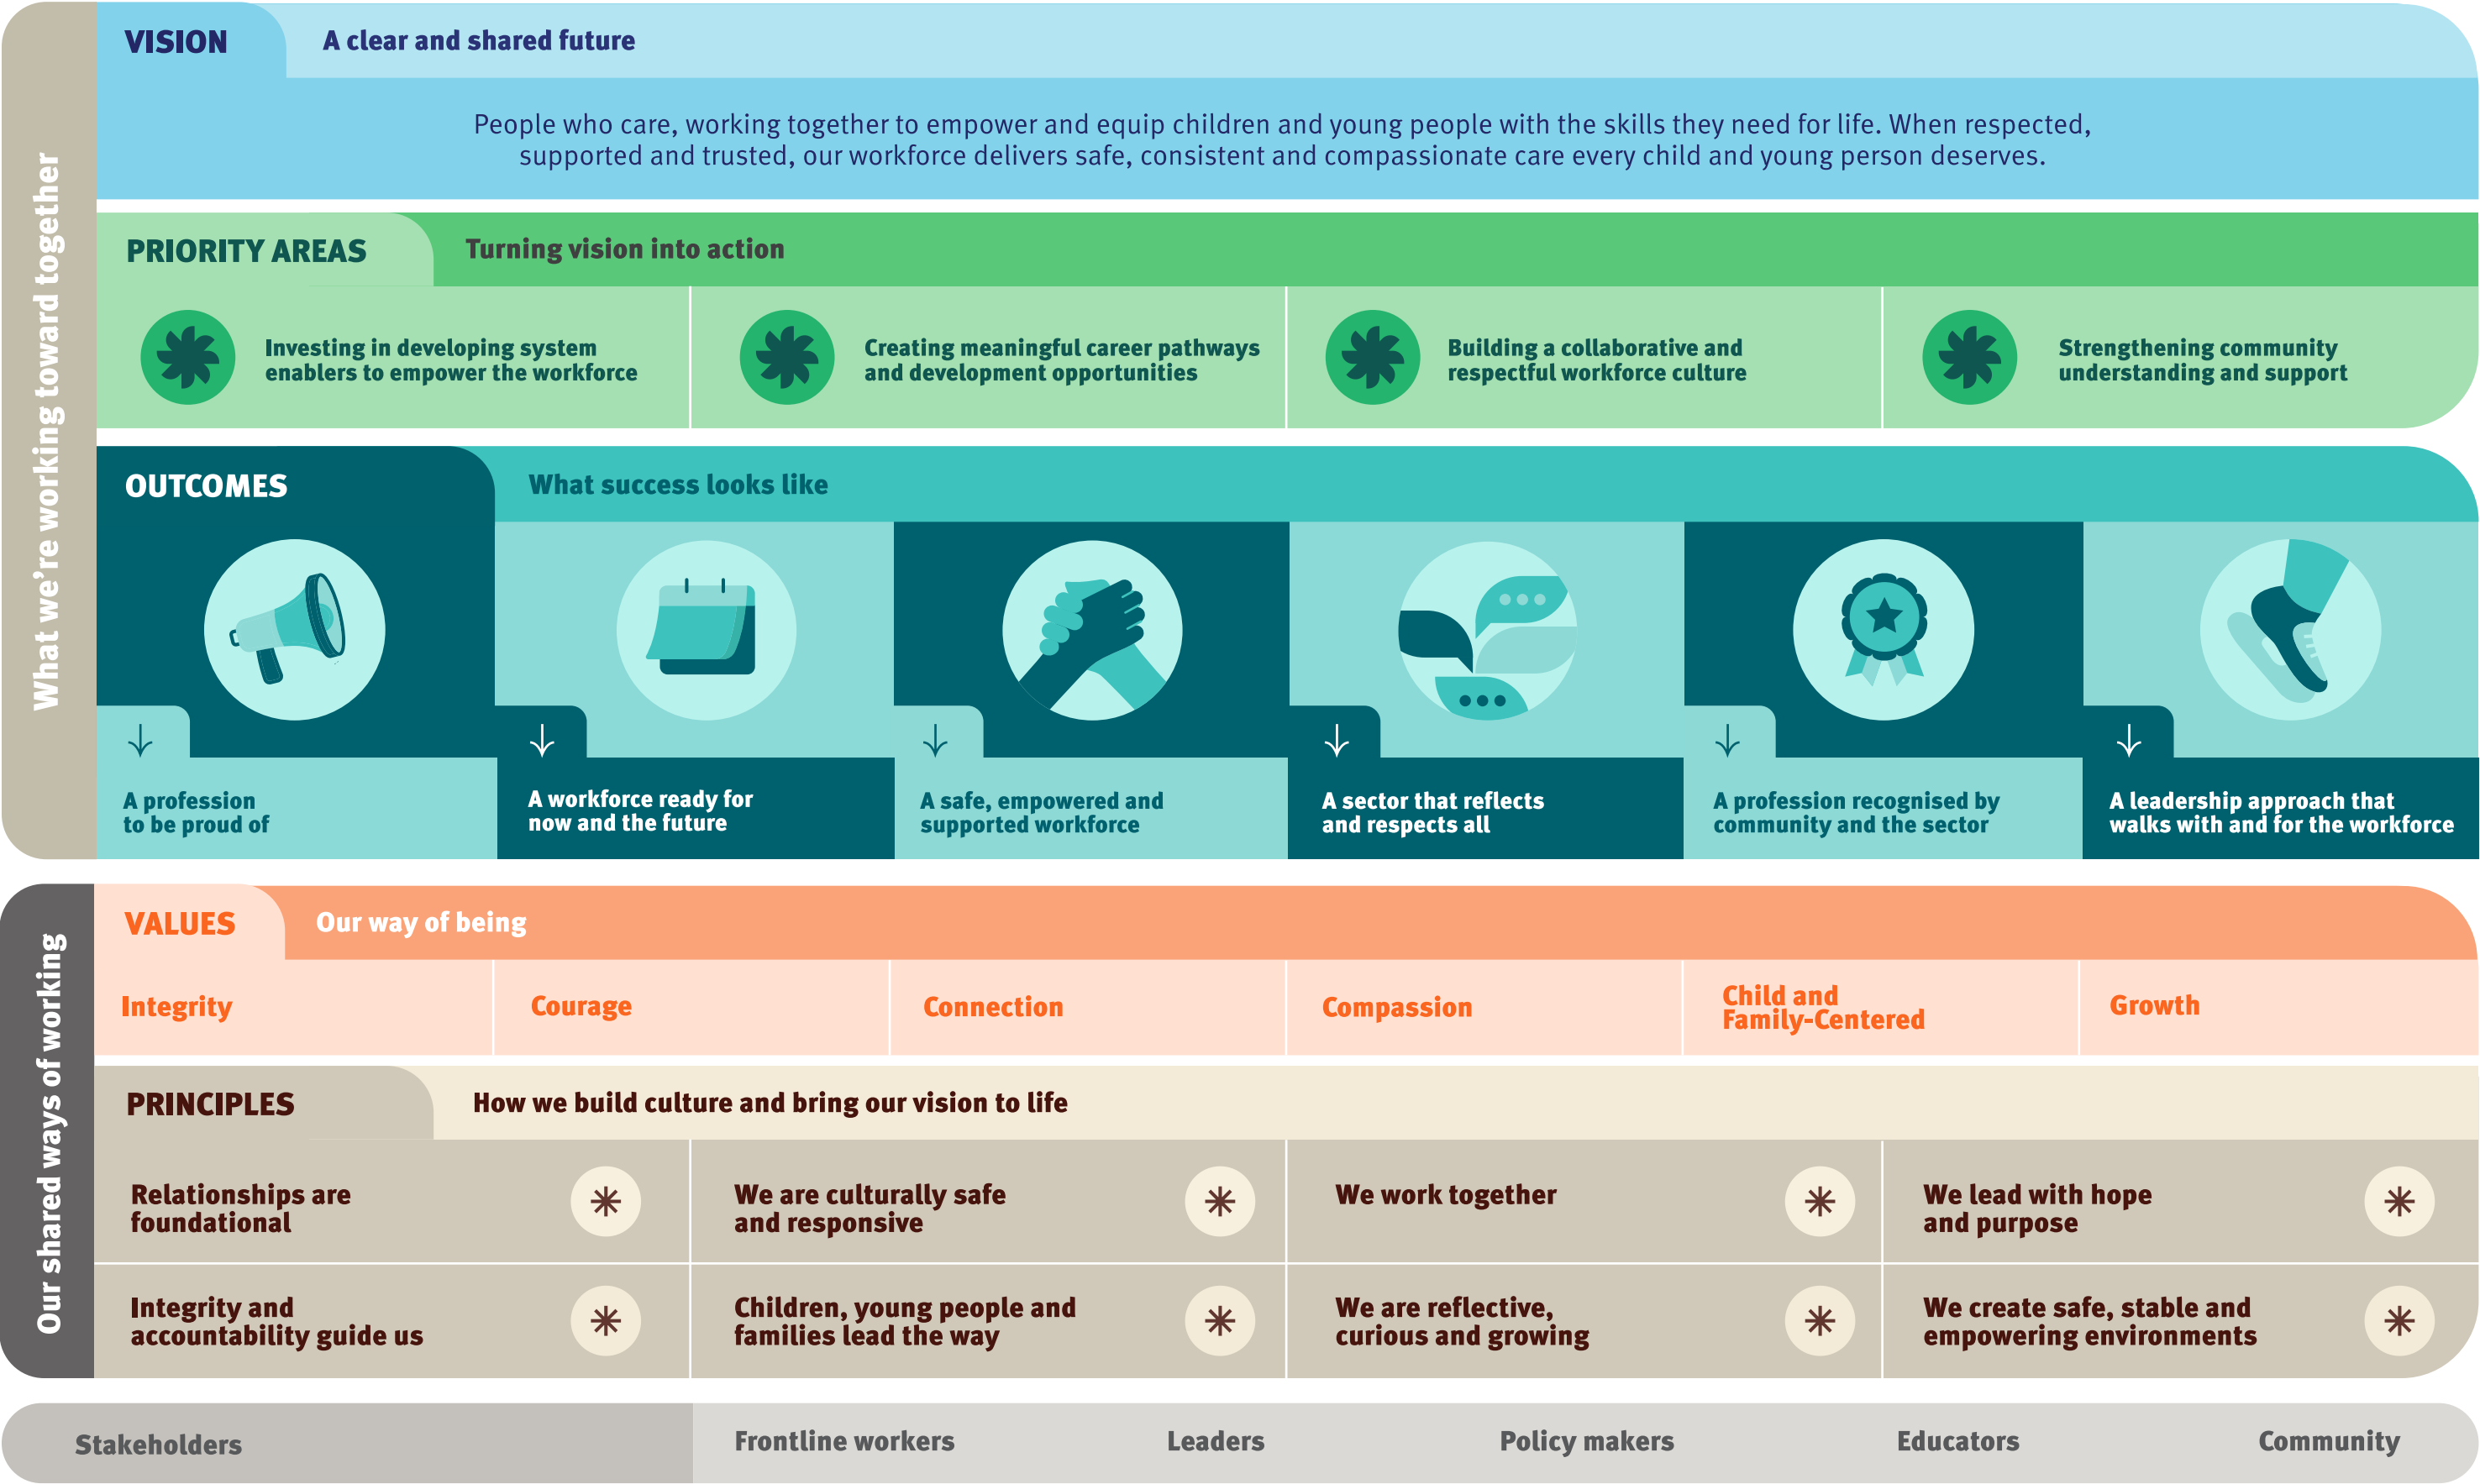 What we’re working toward together
VISION
A clear and shared future
People who care, working together to empower and equip children and young people with the skills they need for life. When respected,
supported and trusted, our workforce delivers safe, consistent and compassionate care every child and young person deserves.
PRIORITY AREAS
Turning vision into action
Investing in developing system
enablers to empower the workforce
Creating meaningful career pathways
and development opportunities
Building a collaborative and
respectful workforce culture
Strengthening community
understanding and support
OUTCOMES
What success looks like
A profession
to be proud of
A workforce ready for
now and the future
A safe, empowered and
supported workforce
A sector that reflects
and respects all
A profession recognised by
community and the sector
A leadership approach that
walks with and for the workforce
Our shared ways of working
VALUES
Our way of being
Integrity
Courage
Connection
Compassion
Child and
Family-Centered
Growth
PRINCIPLES
How we build culture and bring our vision to life
Relationships are
foundational
We are culturally safe
and responsive
We work together
We lead with hope
and purpose
Integrity and
accountability guide us
Children, young people and
families lead the way
We are reflective,
curious and growing
We create safe, stable and
empowering environments
Stakeholders
Frontline workers
Leaders
Policy makers
Educators
Community